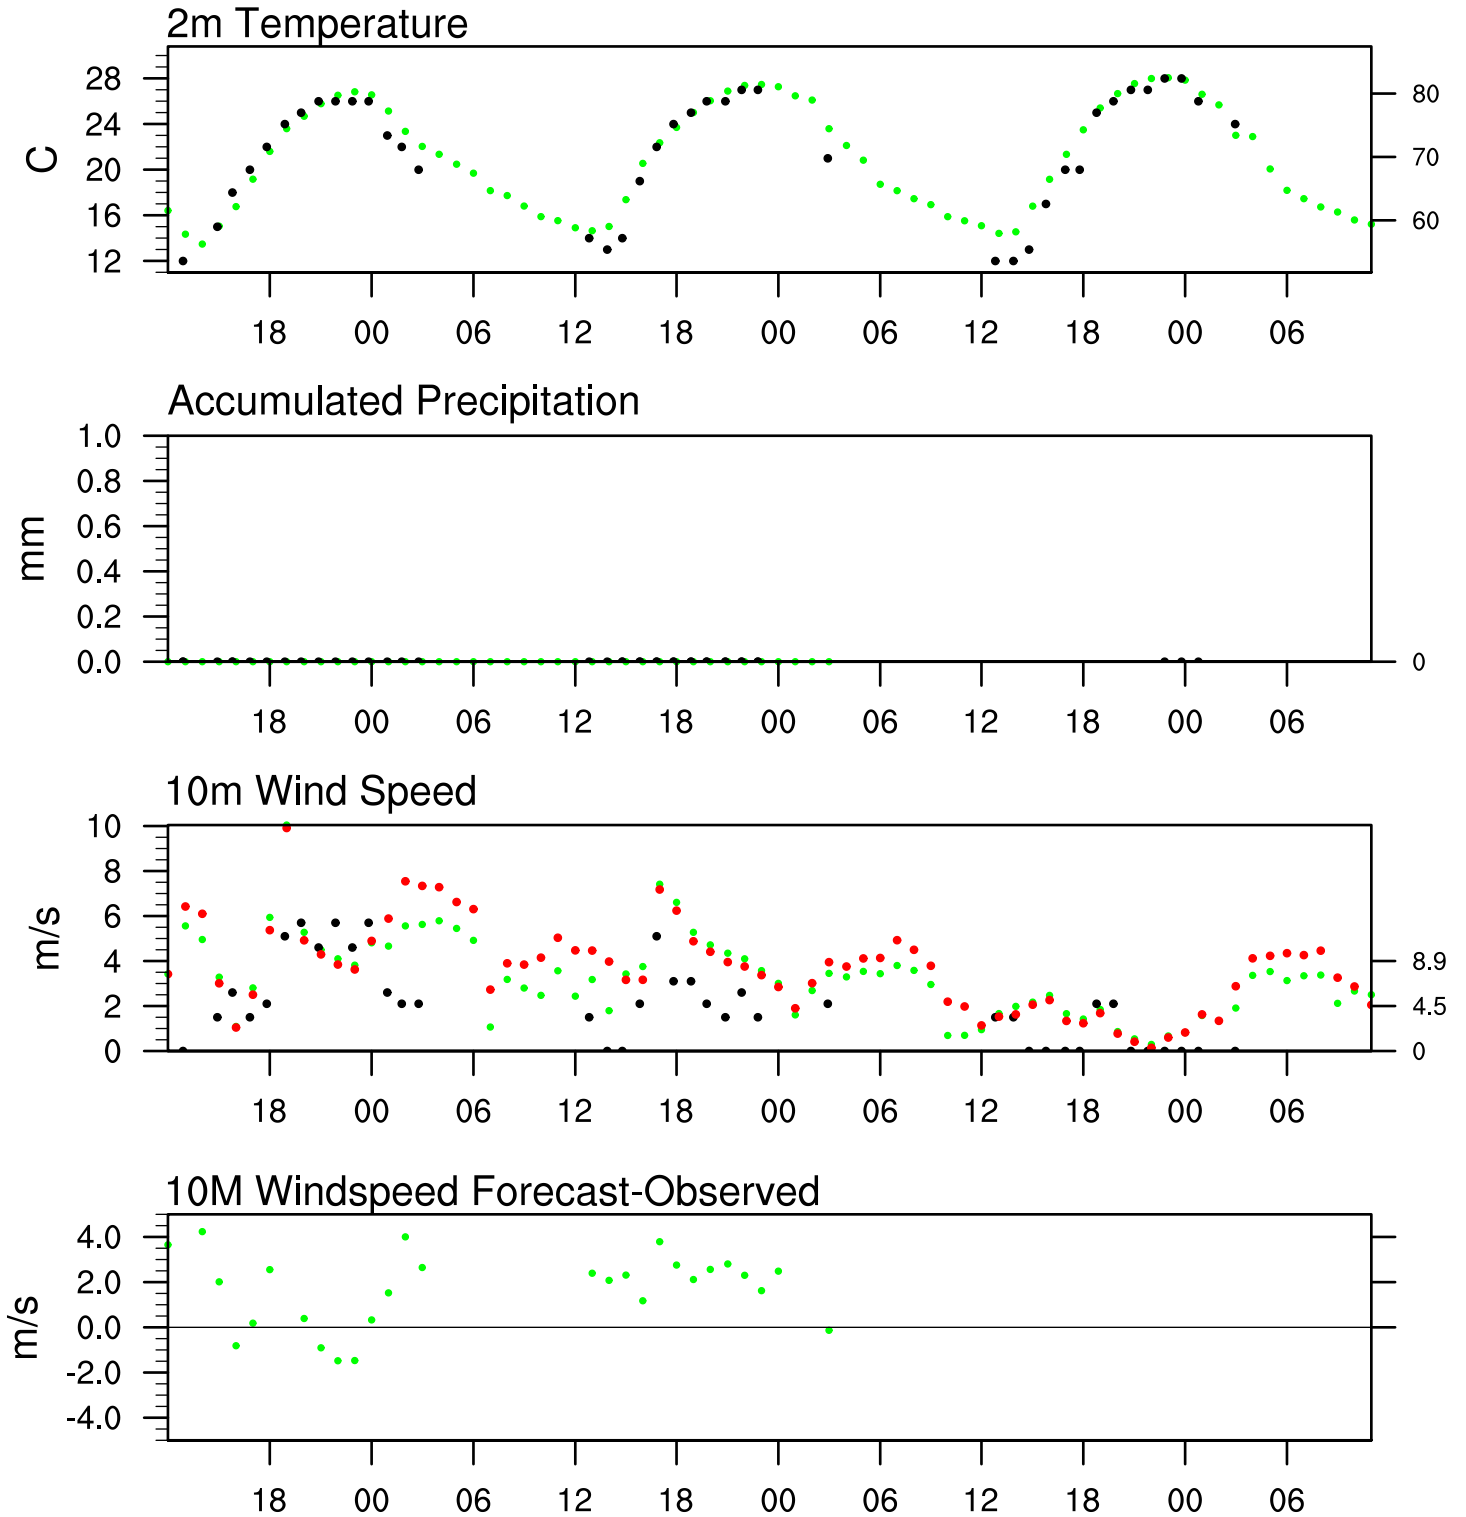 2m Temperature
28
24
20
16
12
C
80
70
60
18 00 06 12 18 00 06 12 18 00 06
Accumulated Precipitation
1.0
0.8
0.6
0.4
0.2
0.0
mm
0
18 00 06 12 18 00 06 12 18 00 06
10m Wind Speed
10
8
6
4
2
0
m/s
8.9
4.5
0
18 00 06 12 18 00 06 12 18 00 06
10M Windspeed Forecast-Observed
4.0
2.0
0.0
-2.0
-4.0
m/s
18 00 06 12 18 00 06 12 18 00 06